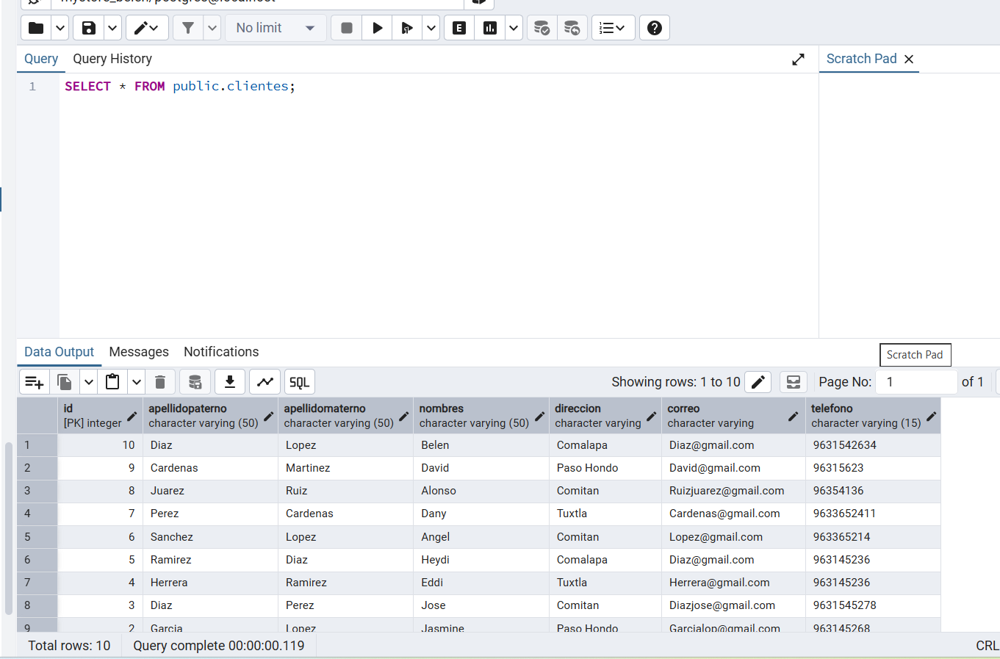 No limit
E
Query Query History Scratch Pad
1 SELECT * FROM public.clientes;
Data Output Messages Notifications
Scratch Pad
SQL Showing rows: 1 to 10 Page No: 1 of 1
id apellidopaterno apellidomaterno nombres direccion correo telefono
[PK] integer character varying (50) character varying (50) character varying (50) character varying character varying character varying (15)
1 10 Diaz Lopez Belen Comalapa Diaz@gmail.com 9631542634
2 9 Cardenas Martinez David Paso Hondo David@gmail.com 96315623
3 8 Juarez Ruiz Alonso Comitan Ruizjuarez@gmail.com 96354136
4 7 Perez Cardenas Dany Tuxtla Cardenas@gmail.com 9633652411
5 6 Sanchez Lopez Angel Comitan Lopez@gmail.com 963365214
6 5 Ramirez Diaz Heydi Comalapa Diaz@gmail.com 963145236
7 4 Herrera Ramirez Eddi Tuxtla Herrera@gmail.com 963145236
8 3 Diaz Perez Jose Comitan Diazjose@gmail.com 9631545278
9 2 Garcia Lopez Jasmine Paso Hondo Garcialop@gmail.com 963145268
Total rows: 10 Query complete 00:00:00.119 CRL